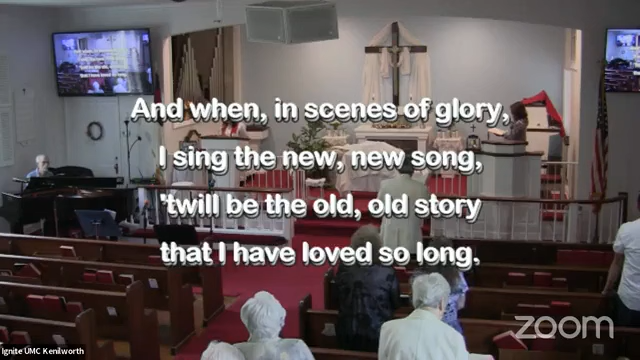 And when, in scenes of glory,
I sing the new, new song,
'twill be the old, old story
that I have loved so long.
zoom
Ignite UMC Kenilworth